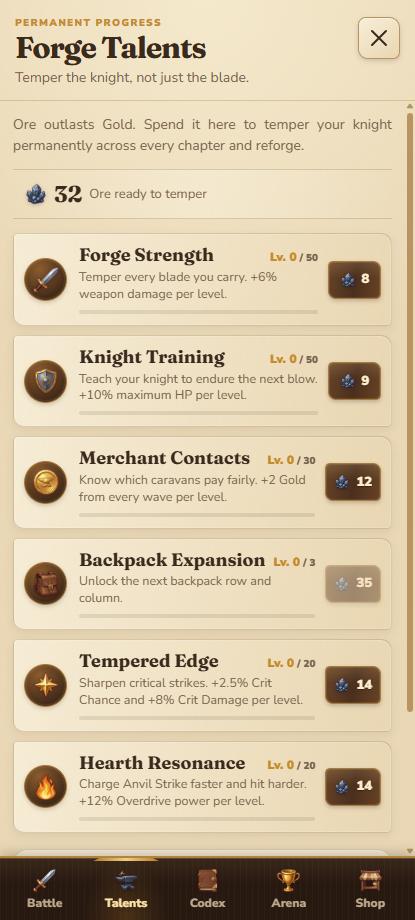 PERMANENT PROGRESS
Forge Talents
Temper the knight, not just the blade.
Ore outlasts Gold. Spend it here to temper your knight
permanently across every chapter and reforge.
32 Ore ready to temper
Forge Strength Lv. 0 / 50
Temper every blade you carry. +6%
weapon damage per level.
8
Knight Training Lv. 0 / 50
Teach your knight to endure the next blow.
+10% maximum HP per level.
9
Merchant Contacts Lv. 0 / 30
Know which caravans pay fairly. +2 Gold
from every wave per level.
12
Backpack Expansion Lv. 0 / 3
Unlock the next backpack row and
column.
35
Tempered Edge Lv. 0 / 20
Sharpen critical strikes. +2.5% Crit
Chance and +8% Crit Damage per level.
14
Hearth Resonance Lv. 0 / 20
Charge Anvil Strike faster and hit harder.
+12% Overdrive power per level.
14
Battle Talents Codex Arena Shop